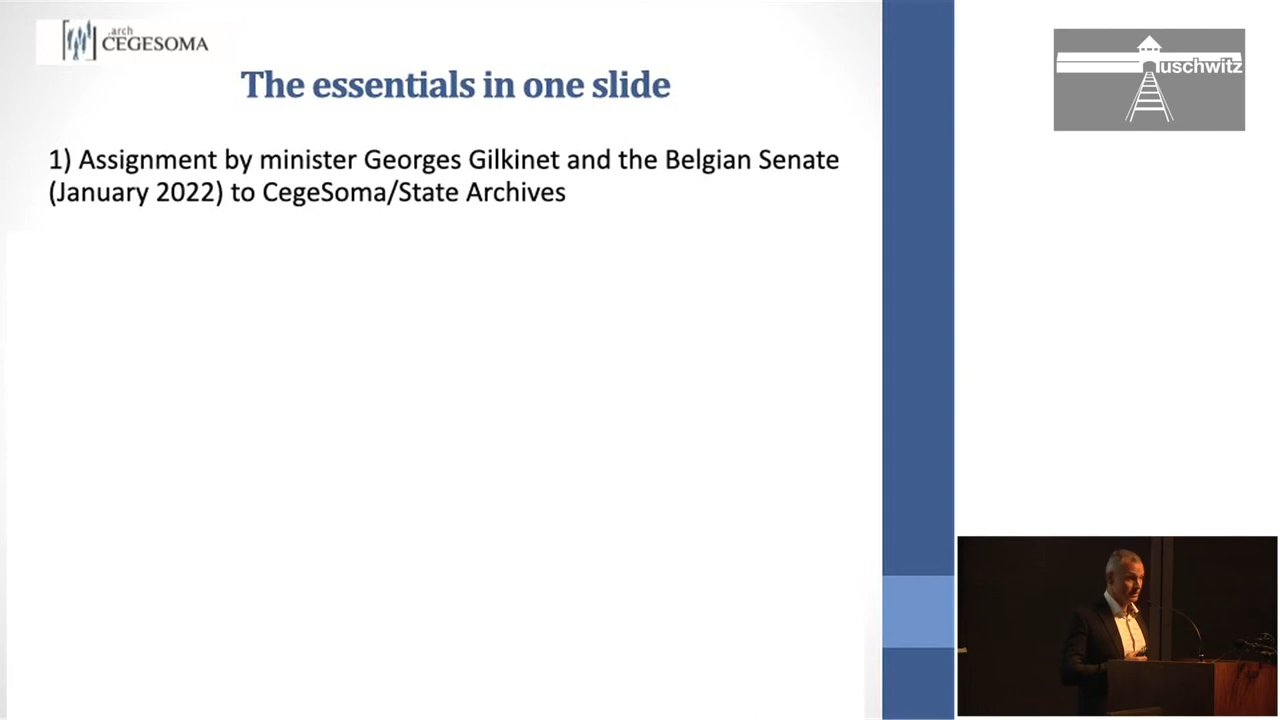 .arch
CEGESOMA
The essentials in one slide
1) Assignment by minister Georges Gilkinet and the Belgian Senate
(January 2022) to CegeSoma/State Archives
uschwitz